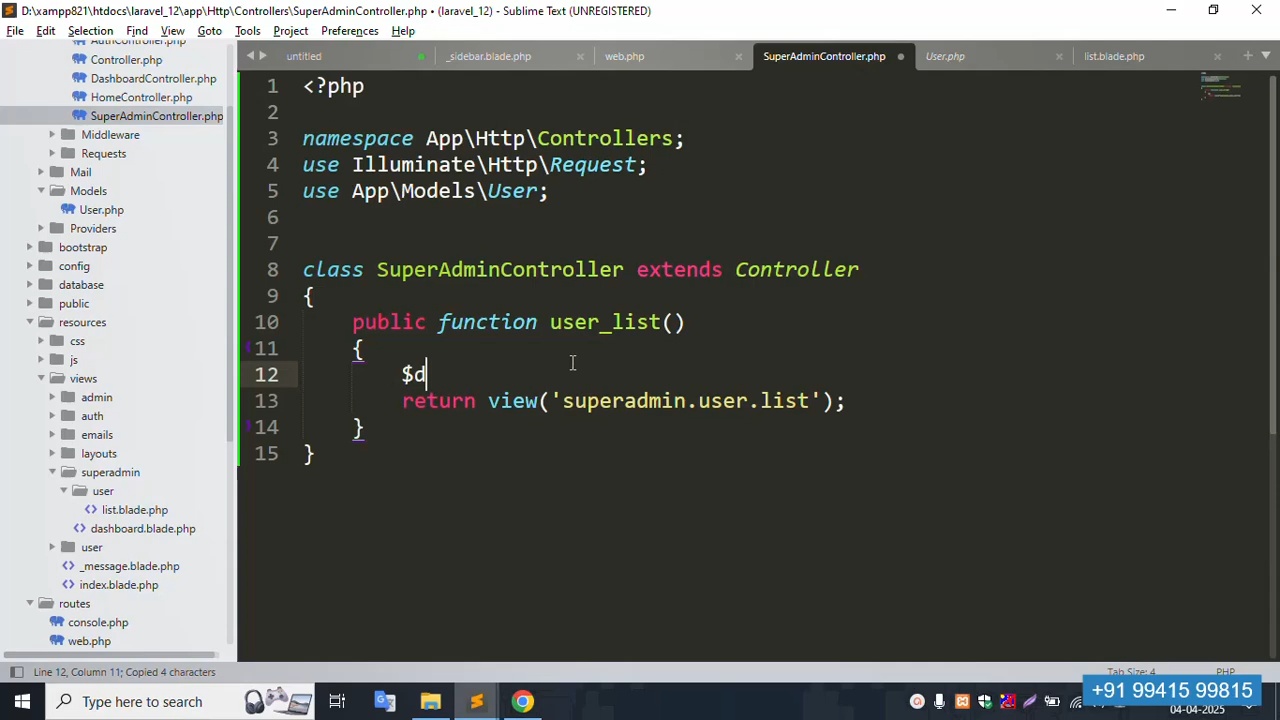 D:\xampp821\htdocs\laravel_12\app\Http\Controllers\SuperAdminController.php • (laravel_12) - Sublime Text (UNREGISTERED)
File Edit Selection Find View Goto Tools Project Preferences Help
AuthController.php
Controller.php
DashboardController.php
HomeController.php
SuperAdminController.php
Middleware
Requests
Mail
Models
User.php
Providers
bootstrap
config
database
public
resources
css
js
views
admin
auth
emails
layouts
superadmin
user
list.blade.php
dashboard.blade.php
user
_message.blade.php
index.blade.php
routes
console.php
web.php
untitled _sidebar.blade.php web.php SuperAdminController.php User.php list.blade.php
1 <?php
2
3 namespace App\Http\Controllers;
4 use Illuminate\Http\Request;
5 use App\Models\User;
6
7
8 class SuperAdminController extends Controller
9 {
10 public function user_list()
11 {
12 $d
13 return view('superadmin.user.list');
14 }
15 }
Line 12, Column 11; Copied 4 characters Tab Size: 4 PHP
Type here to search
+91 99415 99815
04-04-2025